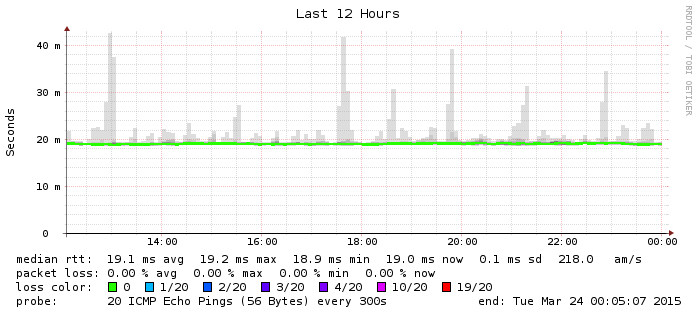 Last 12 Hours
RRDTOOL / TOBI OETIKER
Seconds
40 m
30 m
20 m
10 m
0
14:00 16:00 18:00 20:00 22:00 00:00
median rtt: 19.1 ms avg 19.2 ms max 18.9 ms min 19.0 ms now 0.1 ms sd 218.0 am/s
packet loss: 0.00 % avg 0.00 % max 0.00 % min 0.00 % now
loss color: 0 1/20 2/20 3/20 4/20 10/20 19/20
probe: 20 ICMP Echo Pings (56 Bytes) every 300s end: Tue Mar 24 00:05:07 2015